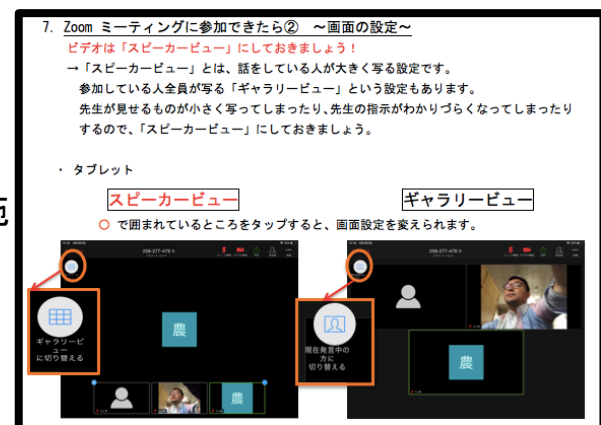 7. Zoom ミーティングに参加できたら② ～画面の設定～
ビデオは「スピーカービュー」にしておきましょう！
→「スピーカービュー」とは、話をしている人が大きく写る設定です。
参加している人全員が写る「ギャラリービュー」という設定もあります。
先生が見せるものが小さく写ってしまったり、先生の指示がわかりづらくなってしまったり
するので、「スピーカービュー」にしておきましょう。
・ タブレット
スピーカービュー
ギャラリービュー
○ で囲まれているところをタップすると、画面設定を変えられます。
農
ギャラリービ
ュー
に切り替える
農
現在発言中の
方に
切り替える
農